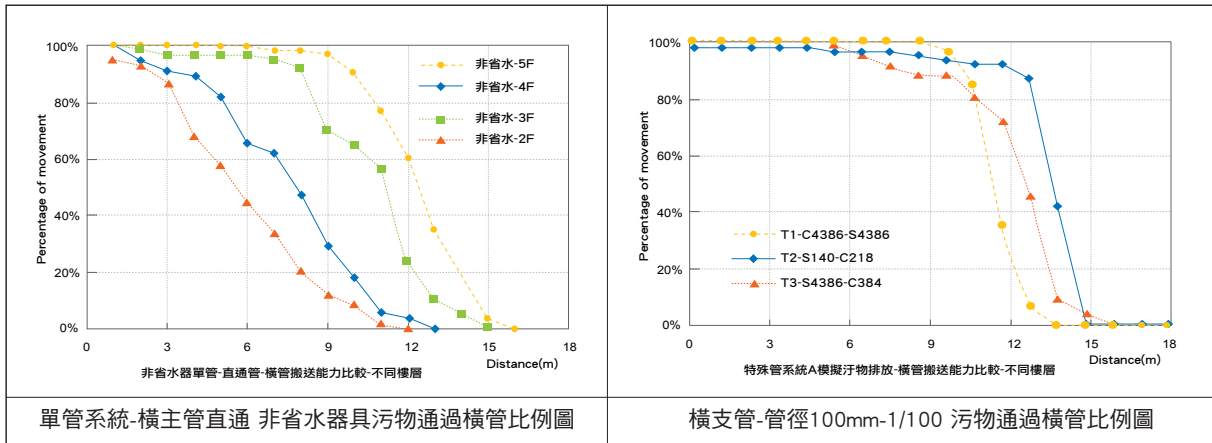 100%
80%
60%
40%
20%
0%
Percentage of movement
非省水-5F
非省水-4F
非省水-3F
非省水-2F
0 3 6 9 12 15 18
Distance(m)
非省水器單管-直通管-橫管搬送能力比較-不同樓層
單管系統-橫主管直通 非省水器具污物通過橫管比例圖
100%
80%
60%
40%
20%
0%
Percentage of movement
T1-C4386-S4386
T2-S140-C218
T3-S4386-C384
0 3 6 9 12 15 18
Distance(m)
特殊管系統A模擬汙物排放-橫管搬送能力比較-不同樓層
橫支管-管徑100mm-1/100 污物通過橫管比例圖